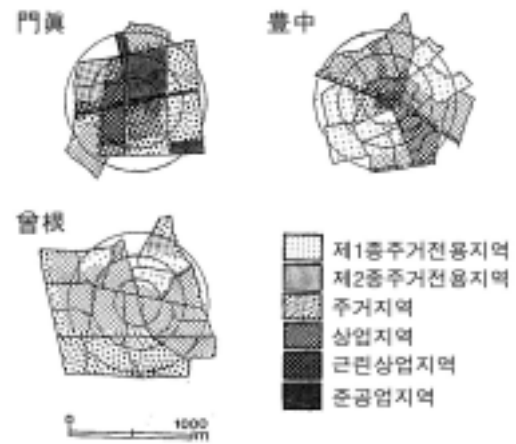 門眞
豊中
曾根
제1종주거전용지역
제2종주거전용지역
주거지역
상업지역
근린상업지역
준공업지역
0 1000
m